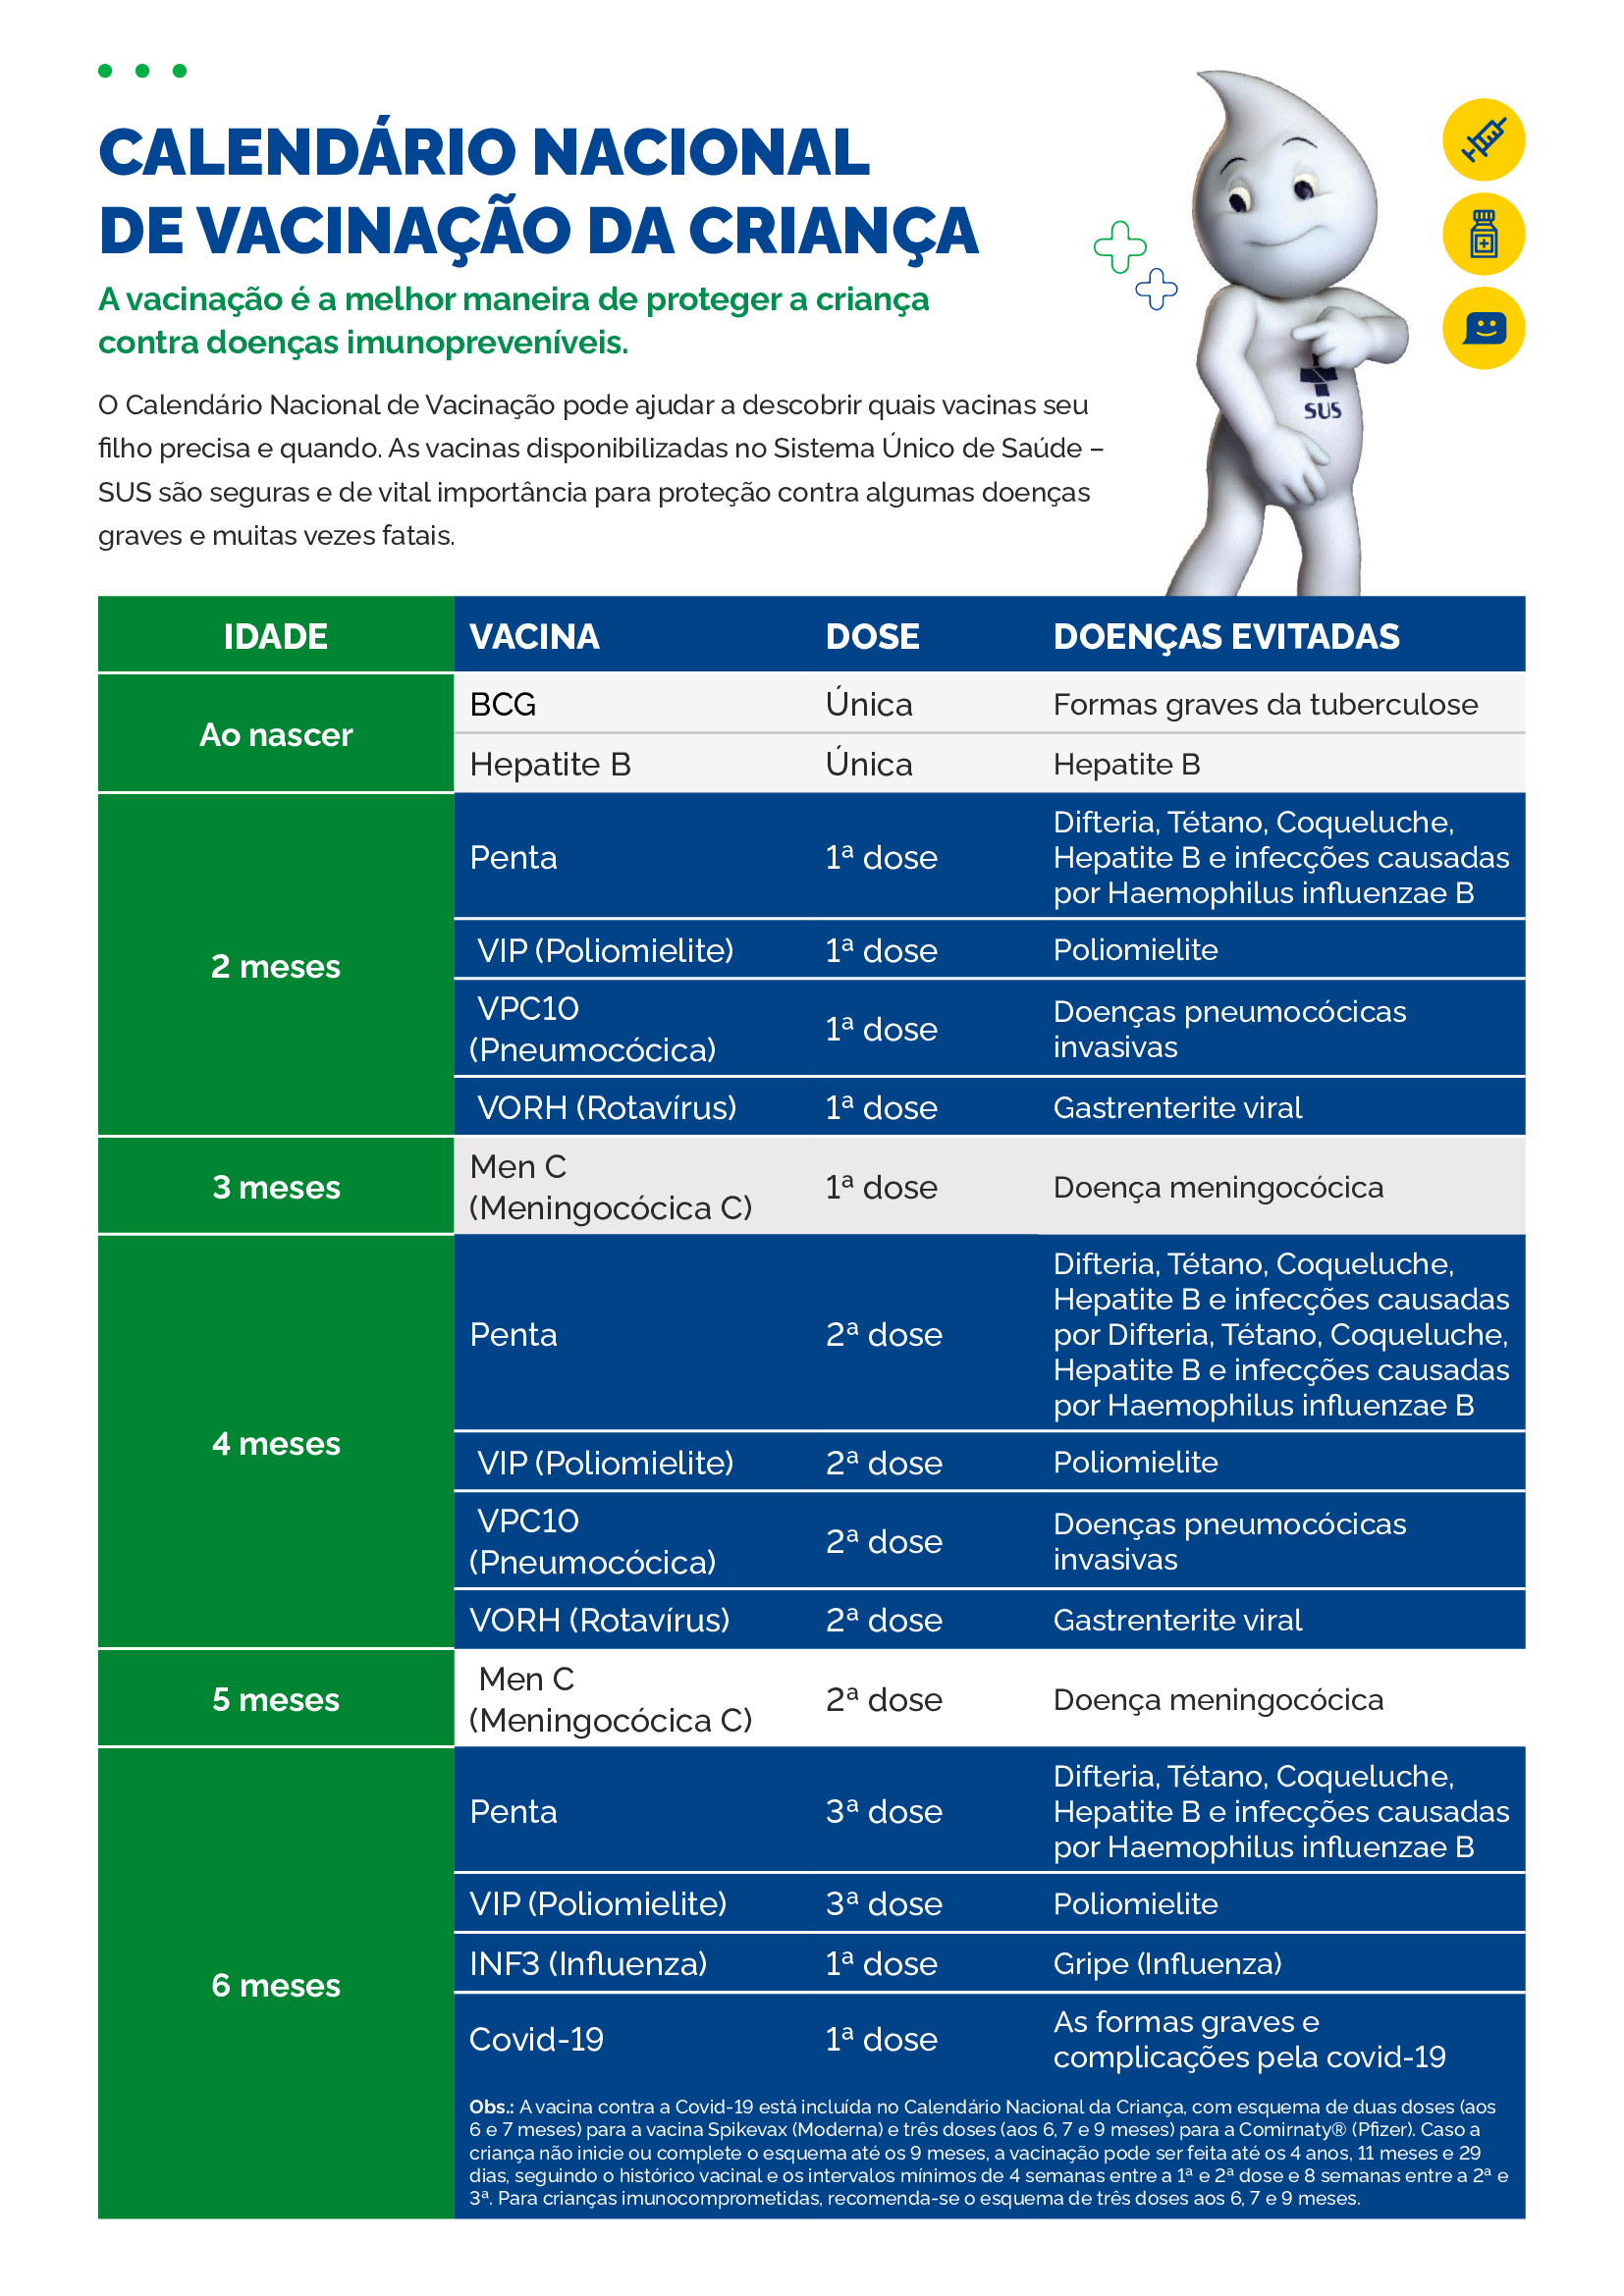 CALENDÁRIO NACIONAL
DE VACINAÇÃO DA CRIANÇA
A vacinação é a melhor maneira de proteger a criança
contra doenças imunopreveníveis.
O Calendário Nacional de Vacinação pode ajudar a descobrir quais vacinas seu
filho precisa e quando. As vacinas disponibilizadas no Sistema Único de Saúde –
SUS são seguras e de vital importância para proteção contra algumas doenças
graves e muitas vezes fatais.
SUS
IDADE VACINA DOSE DOENÇAS EVITADAS
Ao nascer
BCG Única Formas graves da tuberculose
Hepatite B Única Hepatite B
2 meses
Penta 1ª dose
Difteria, Tétano, Coqueluche,
Hepatite B e infecções causadas
por Haemophilus influenzae B
VIP (Poliomielite) 1ª dose Poliomielite
VPC10
(Pneumocócica)
1ª dose
Doenças pneumocócicas
invasivas
VORH (Rotavírus) 1ª dose Gastrenterite viral
3 meses
Men C
(Meningocócica C)
1ª dose Doença meningocócica
4 meses
Penta 2ª dose
Difteria, Tétano, Coqueluche,
Hepatite B e infecções causadas
por Difteria, Tétano, Coqueluche,
Hepatite B e infecções causadas
por Haemophilus influenzae B
VIP (Poliomielite) 2ª dose Poliomielite
VPC10
(Pneumocócica)
2ª dose
Doenças pneumocócicas
invasivas
VORH (Rotavírus) 2ª dose Gastrenterite viral
5 meses
Men C
(Meningocócica C)
2ª dose Doença meningocócica
6 meses
Penta 3ª dose
Difteria, Tétano, Coqueluche,
Hepatite B e infecções causadas
por Haemophilus influenzae B
VIP (Poliomielite) 3ª dose Poliomielite
INF3 (Influenza) 1ª dose Gripe (Influenza)
Covid-19 1ª dose
As formas graves e
complicações pela covid-19
Obs.: A vacina contra a Covid-19 está incluída no Calendário Nacional da Criança, com esquema de duas doses (aos
6 e 7 meses) para a vacina Spikevax (Moderna) e três doses (aos 6, 7 e 9 meses) para a Comirnaty® (Pfizer). Caso a
criança não inicie ou complete o esquema até os 9 meses, a vacinação pode ser feita até os 4 anos, 11 meses e 29
dias, seguindo o histórico vacinal e os intervalos mínimos de 4 semanas entre a 1ª e 2ª dose e 8 semanas entre a 2ª e
3ª. Para crianças imunocomprometidas, recomenda-se o esquema de três doses aos 6, 7 e 9 meses.